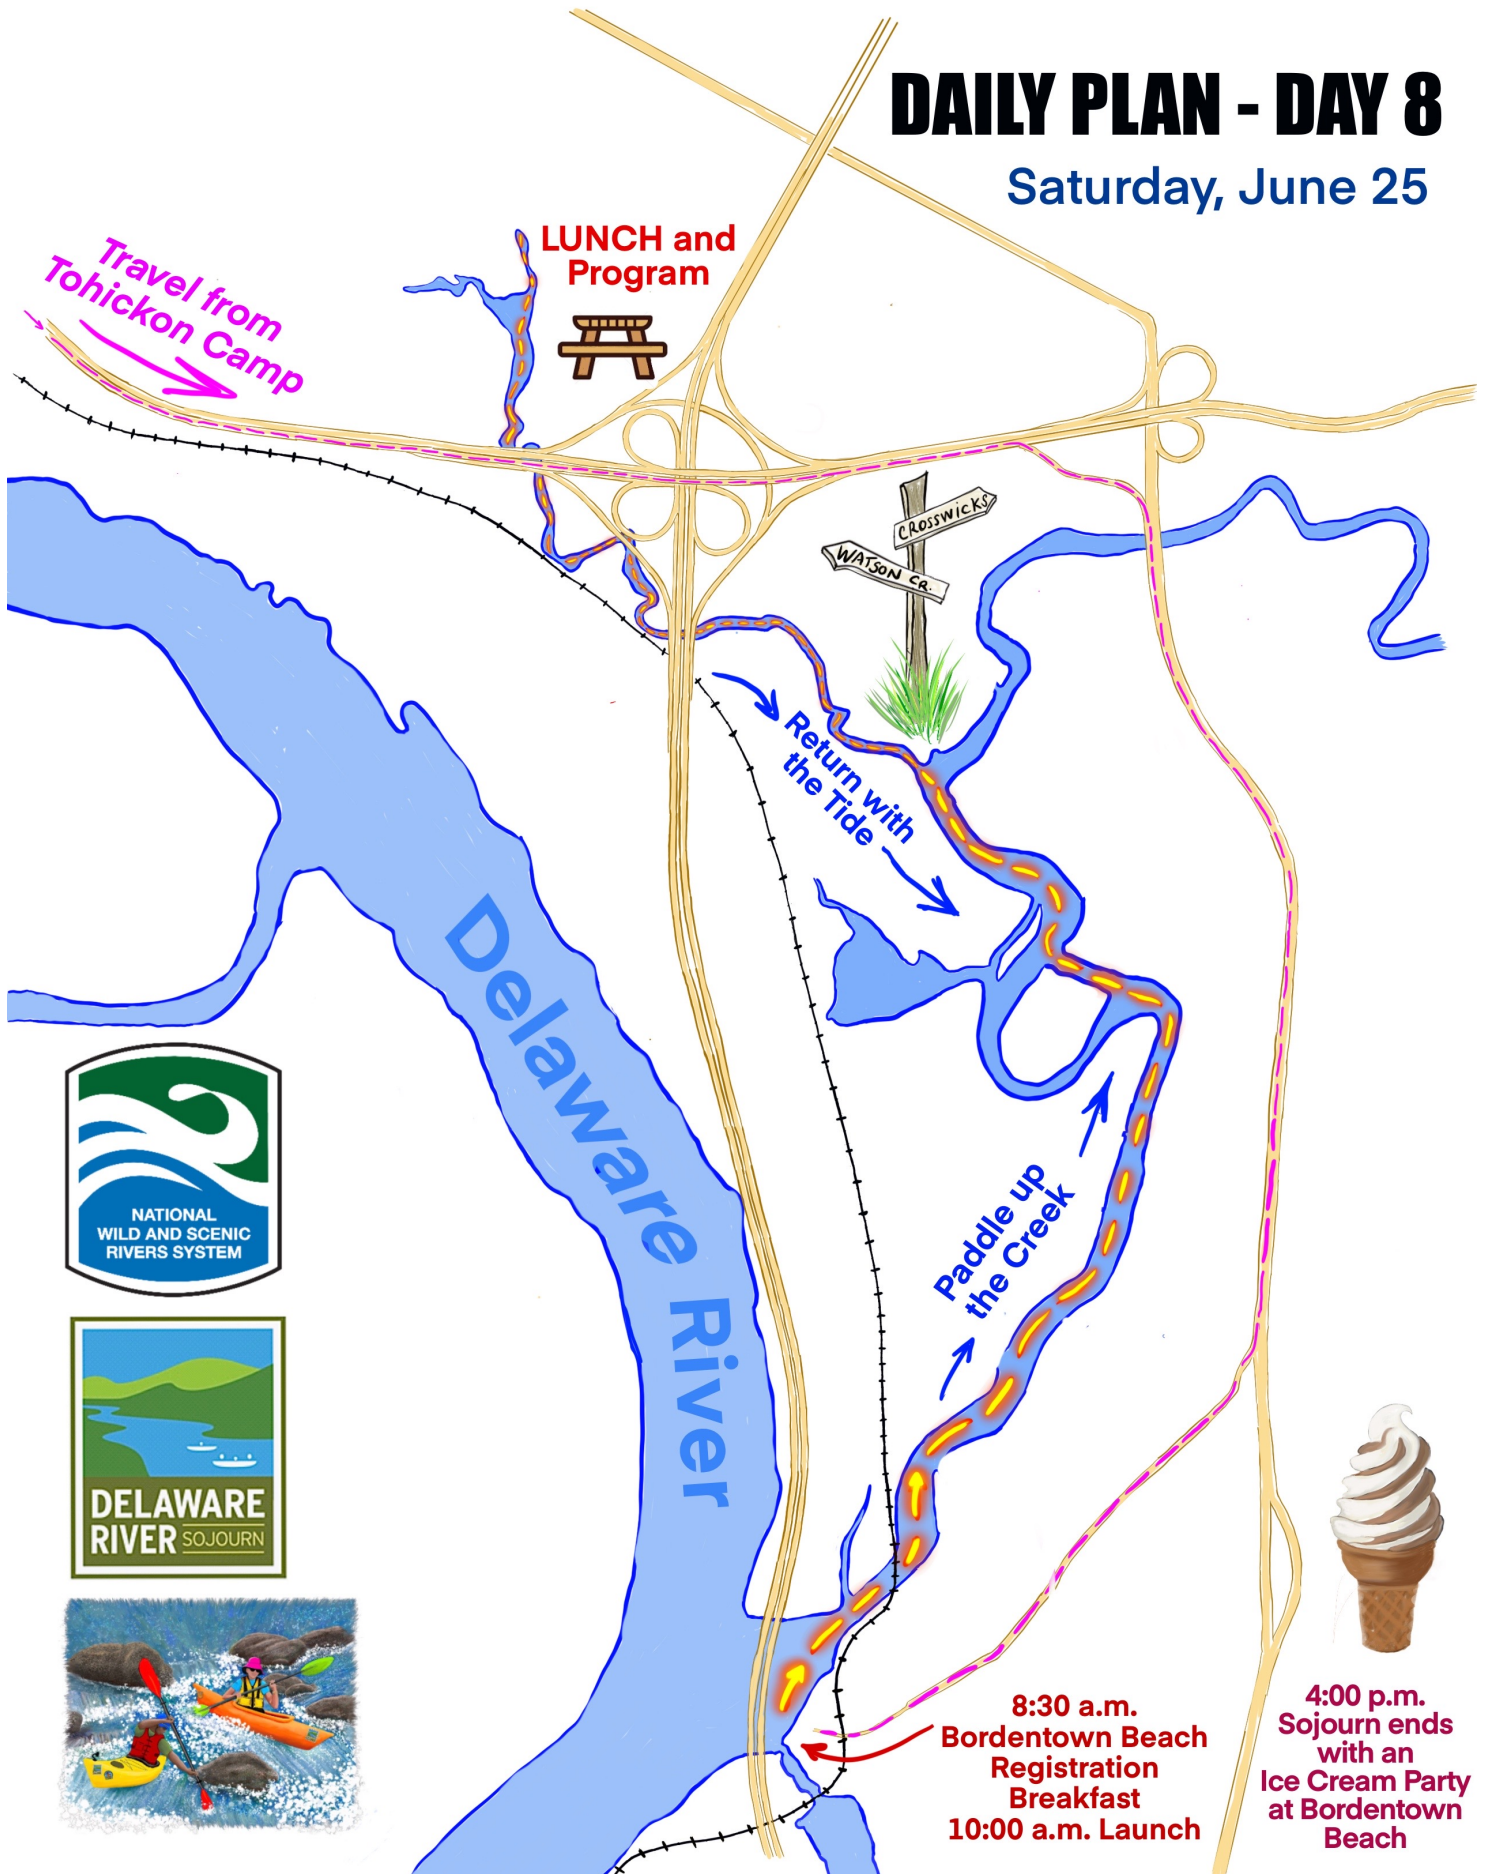 DAILY PLAN - DAY 8
Saturday, June 25
LUNCH and
Program
Travel from
Tohickon Camp
CROSSWICKS
WATSON CR.
Return with
the Tide
Delaware River
Paddle up
the Creek
NATIONAL
WILD AND SCENIC
RIVERS SYSTEM
DELAWARE
RIVER SOJOURN
8:30 a.m.
Bordentown Beach
Registration
Breakfast
10:00 a.m. Launch
4:00 p.m.
Sojourn ends
with an
Ice Cream Party
at Bordentown
Beach